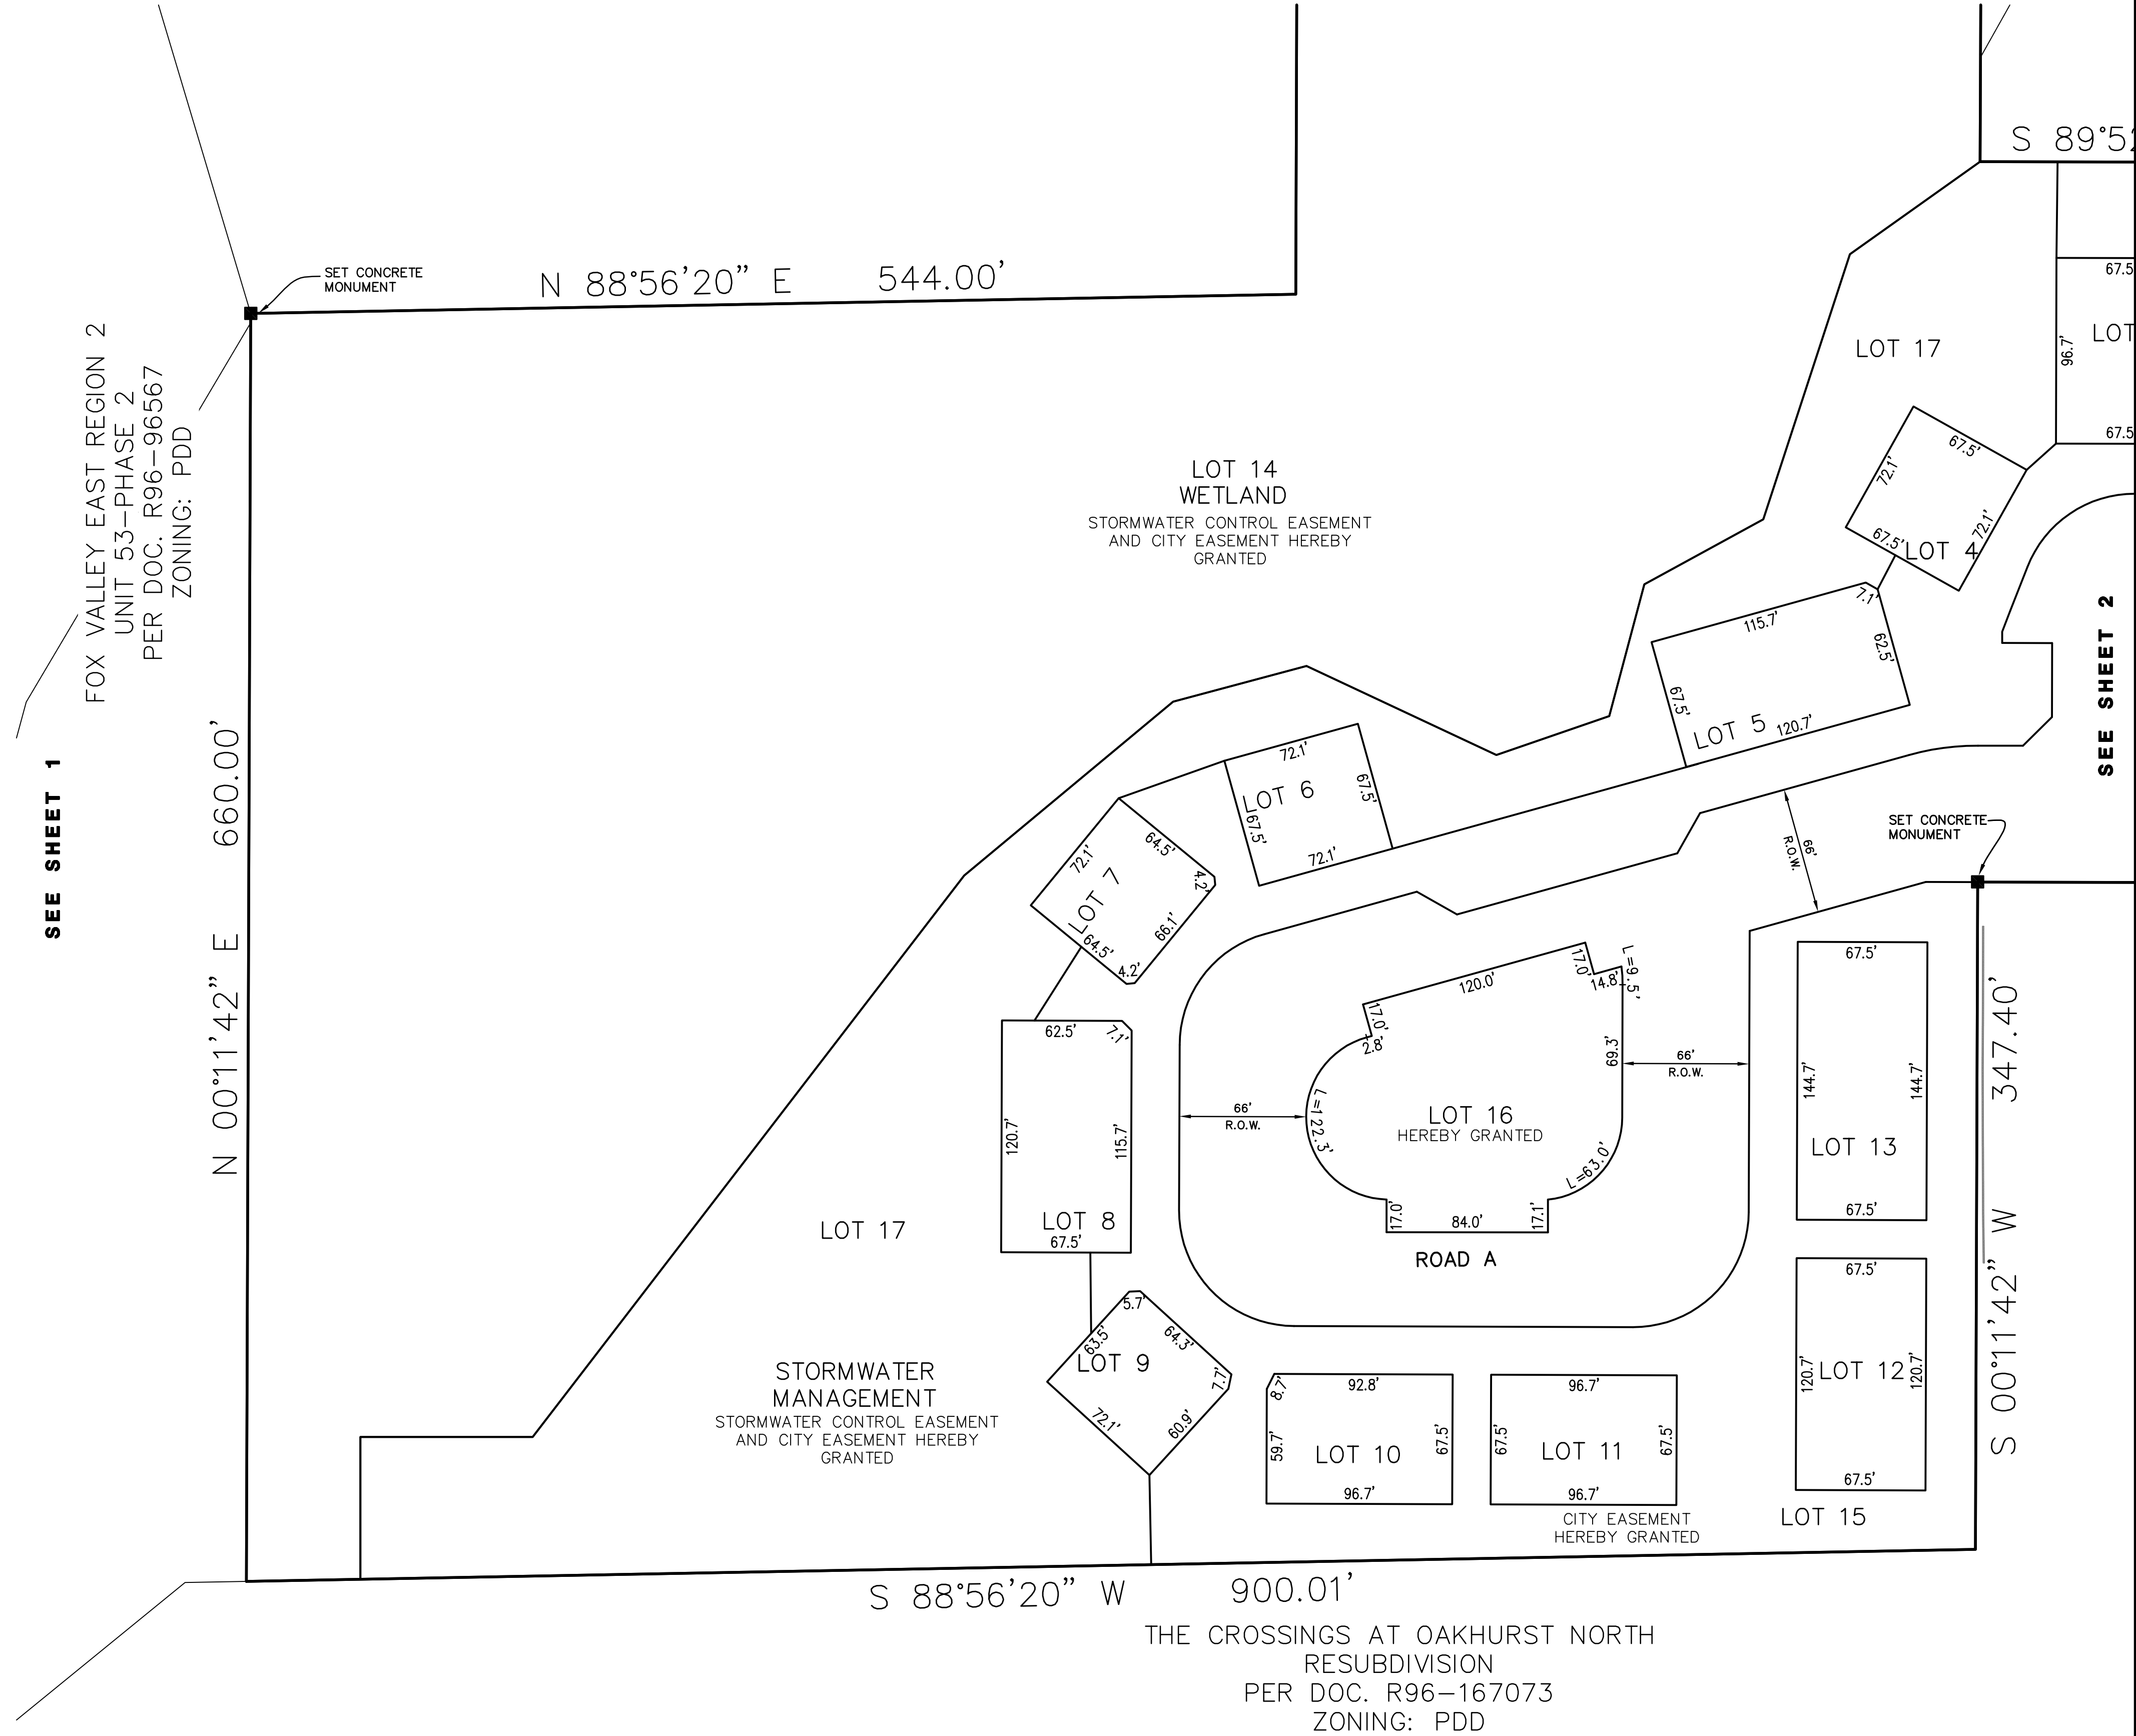 S 89°52
SET CONCRETE
MONUMENT
N 88°56'20" E 544.00'
67.5
LOT
96.7'
67.5
LOT 17
FOX VALLEY EAST REGION 2
UNIT 53-PHASE 2
PER DOC. R96-96567
ZONING: PDD
LOT 14
WETLAND
STORMWATER CONTROL EASEMENT
AND CITY EASEMENT HEREBY
GRANTED
67.5'
72.1'
72.1'
67.5'
LOT 4
SEE SHEET 2
7.1'
115.7'
62.5'
67.5'
LOT 5
120.7'
SEE SHEET 1
N 00°11'42" E 660.00'
72.1'
LOT 6
67.5'
67.5'
72.1'
SET CONCRETE
MONUMENT
66'
R.O.W.
64.5'
72.1'
4.2'
LOT 7
66.1'
64.5'
4.2'
67.5'
144.7'
144.7'
LOT 13
67.5'
S 00°11'42" W 347.40'
17.0'
L=9.5'
14.8'
120.0'
17.0'
2.8'
69.3'
66'
R.O.W.
66'
R.O.W.
L=122.3'
LOT 16
HEREBY GRANTED
L=63.0'
17.0'
84.0'
17.1'
ROAD A
62.5'
7.1'
120.7'
115.7'
LOT 8
67.5'
LOT 17
67.5'
120.7'
LOT 12
120.7'
67.5'
5.7'
63.5'
64.3'
LOT 9
7.7'
72.1'
60.9'
STORMWATER
MANAGEMENT
STORMWATER CONTROL EASEMENT
AND CITY EASEMENT HEREBY
GRANTED
8.7'
92.8'
59.7'
67.5'
LOT 10
96.7'
96.7'
67.5'
67.5'
LOT 11
96.7'
CITY EASEMENT
HEREBY GRANTED
LOT 15
S 88°56'20" W 900.01'
THE CROSSINGS AT OAKHURST NORTH
RESUBDIVISION
PER DOC. R96-167073
ZONING: PDD